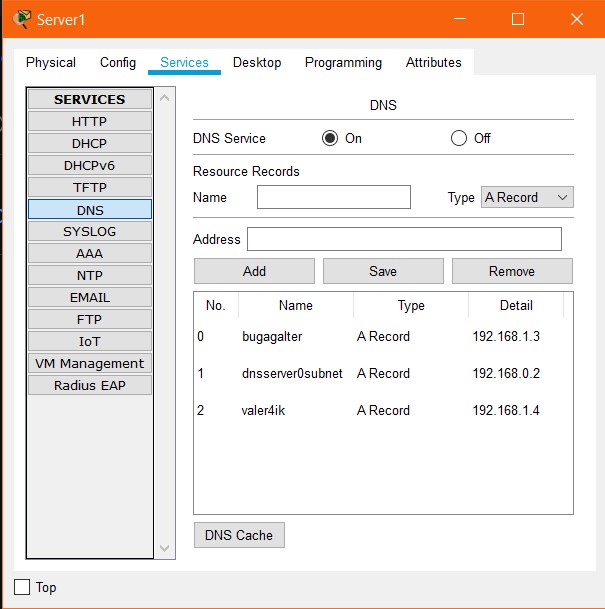 Server1
Physical Config Services Desktop Programming Attributes
SERVICES
HTTP
DHCP
DHCPv6
TFTP
DNS
SYSLOG
AAA
NTP
EMAIL
FTP
IoT
VM Management
Radius EAP
DNS
DNS Service On Off
Resource Records
Name Type A Record
Address
Add Save Remove
No. Name Type Detail
0 bugagalter A Record 192.168.1.3
1 dnsserver0subnet A Record 192.168.0.2
2 valer4ik A Record 192.168.1.4
DNS Cache
Top